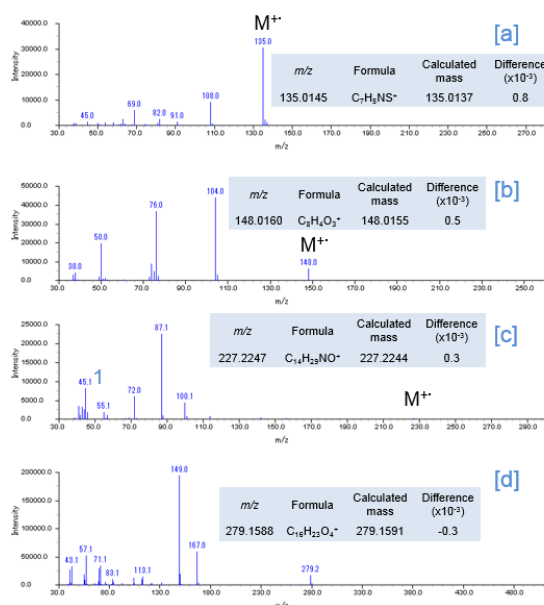 M+· [a]
40000.0
30000.0
20000.0
10000.0
0.0
Intensity
135.0
108.0
69.0
82.0
91.0
45.0
m/z Formula Calculated mass Difference (x10-3)
135.0145 C7H5NS+ 135.0137 0.8
30.0 50.0 70.0 90.0 110.0 130.0 150.0 170.0 190.0 210.0 230.0 250.0
m/z
[b]
50000.0
40000.0
30000.0
20000.0
10000.0
0.0
Intensity
104.0
76.0
50.0
38.0
148.0
M+·
m/z Formula Calculated mass Difference (x10-3)
148.0160 C8H4O3+ 148.0155 0.5
30.0 50.0 70.0 90.0 110.0 130.0 150.0 170.0 190.0 210.0 230.0 250.0
m/z
[c]
25000.0
20000.0
15000.0
10000.0
5000.0
0.0
Intensity
87.1
1
45.1
55.1
72.0
100.1
M+·
m/z Formula Calculated mass Difference (x10-3)
227.2247 C14H29NO+ 227.2244 0.3
30.0 50.0 70.0 90.0 110.0 130.0 150.0 170.0 190.0 210.0 230.0 250.0 270.0 290.0
m/z
[d]
200000.0
150000.0
100000.0
50000.0
0.0
Intensity
149.0
167.0
57.1
43.1
71.1
83.1
113.1
279.2
m/z Formula Calculated mass Difference (x10-3)
279.1588 C16H23O4+ 279.1591 -0.3
30.0 80.0 130.0 180.0 230.0 280.0 330.0 380.0 430.0 480.0
m/z